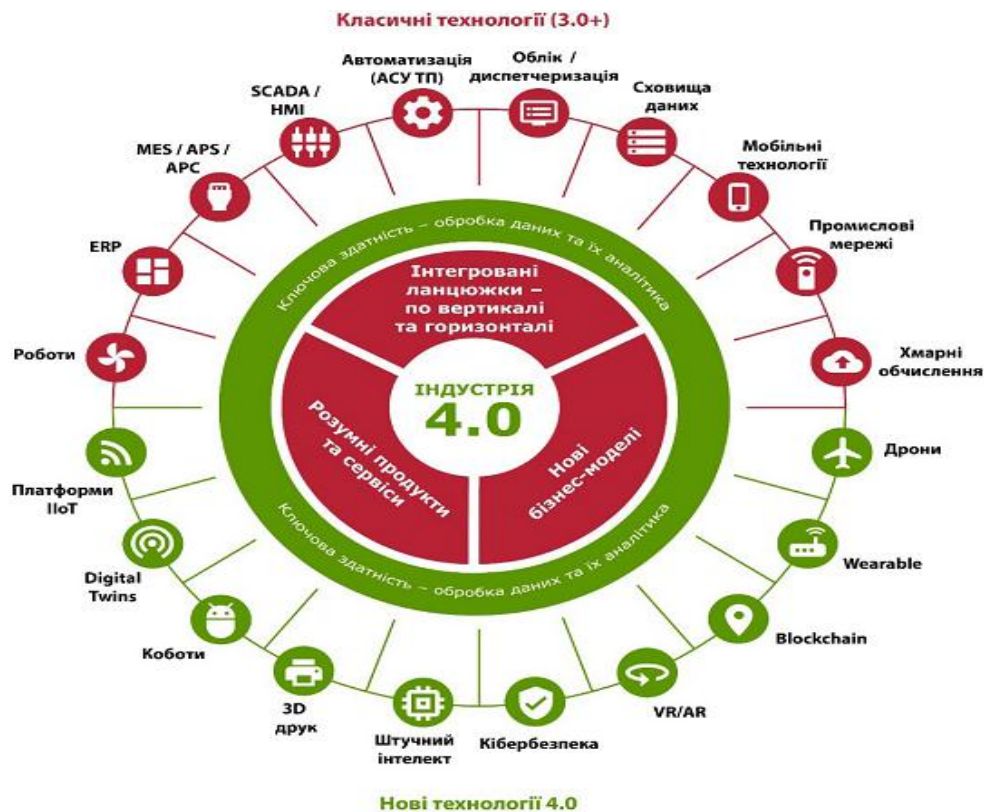 Класичні технології (3.0+)
Автоматизація
(АСУ ТП)
Облік /
диспетчеризація
SCADA /
HMI
Сховища
даних
MES / APS /
APC
Мобільні
технології
ERP
Промислові
мережі
Роботи
Хмарні
обчислення
Ключова здатність – обробка даних та їх аналітика
Інтегровані
ланцюжки –
по вертикалі
та горизонталі
ІНДУСТРІЯ
4.0
Розумні продукти
та сервіси
Нові
бізнес-моделі
Ключова здатність – обробка даних та їх аналітика
Платформи
IIoT
Дрони
Digital
Twins
Wearable
Коботи
Blockchain
3D
друк
VR/AR
Штучний
інтелект
Кібербезпека
Нові технології 4.0